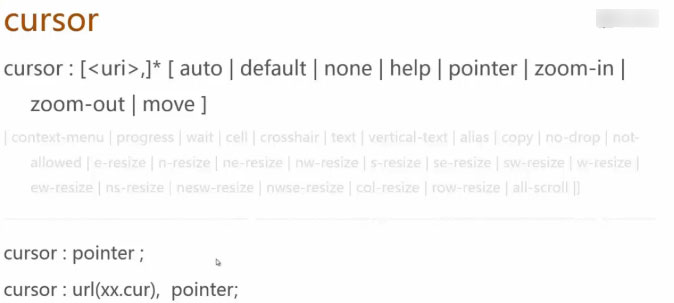 cursor
cursor : [<uri>,]* [ auto | default | none | help | pointer | zoom-in |
zoom-out | move ]
| context-menu | progress | wait | cell | crosshair | text | vertical-text | alias | copy | no-drop | not-
allowed | e-resize | n-resize | ne-resize | nw-resize | s-resize | se-resize | sw-resize | w-resize |
ew-resize | ns-resize | nesw-resize | nwse-resize | col-resize | row-resize | all-scroll ]]
cursor : pointer ;
cursor : url(xx.cur),  pointer;